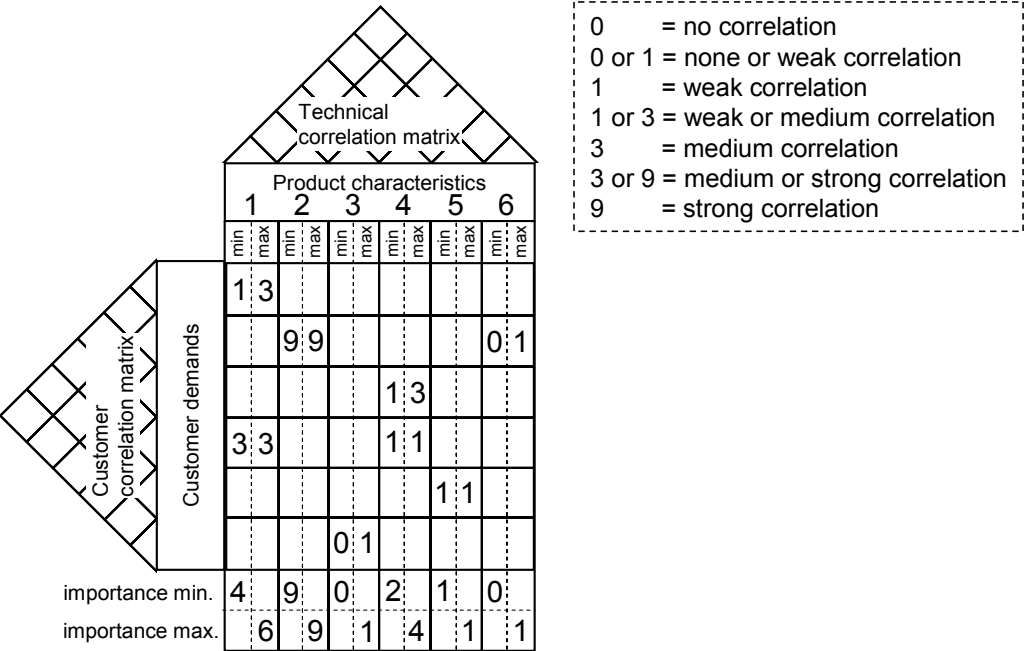 0 = no correlation
0 or 1 = none or weak correlation
1 = weak correlation
1 or 3 = weak or medium correlation
3 = medium correlation
3 or 9 = medium or strong correlation
9 = strong correlation
Technical
correlation matrix
Product characteristics
1 2 3 4 5 6
min max min max min max min max min max min max
Customer
correlation matrix
Customer demands
1 3
9 9 0 1
1 3
3 3 1 1
1 1
0 1
importance min. 4 9 0 2 1 0
importance max. 6 9 1 4 1 1